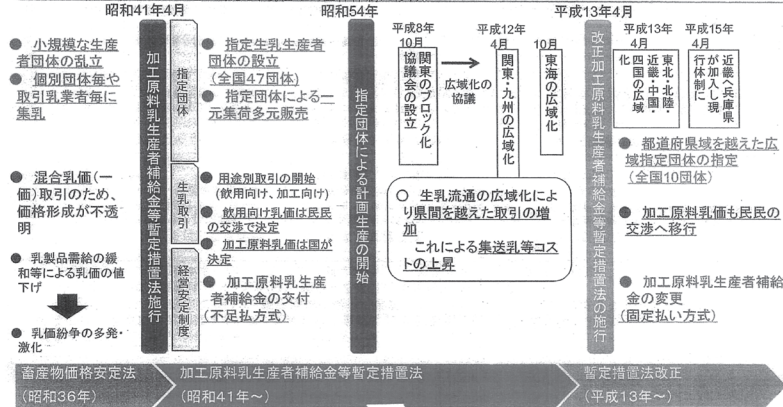 昭和41年4月
昭和54年
平成13年4月
● 小規模な生産
者団体の乱立
● 個別団体毎や
取引乳業者毎に
集乳
● 混合乳価(一
価)取引のため、
価格形成が不透
明
● 乳製品需給の緩
和等による乳価の値
下げ
● 乳価紛争の多発・
激化
加工原料乳生産者補給金等暫定措置法施行
指定団体
生乳取引
経営安定制度
● 指定生乳生産者
団体の設立
(全国47団体)
● 指定団体による一
元集荷多元販売
● 用途別取引の開始
(飲用向け、加工向け)
● 飲用向け乳価は民民
の交渉で決定
● 加工原料乳価は国が
決定
● 加工原料乳生産
者補給金の交付
(不足払方式)
指定団体による計画生産の開始
平成8年
10月
関東のブロック化
協議会の設立
広域化
の協議
平成12年
4月
関東・九州の広域化
10月
東海の広域化
○ 生乳流通の広域化によ
り県間を越えた取引の増
加
これによる集送乳等コス
トの上昇
改正加工原料乳生産者補給金等暫定措置法の施行
平成13年
4月
東北・北陸・
近畿・中国・
四国の広域
化
平成15年
4月
近畿へ兵庫県
が加入し現
行体制に
● 都道府県域を越えた広
域指定団体の指定
(全国10団体)
● 加工原料乳価も民民の
交渉へ移行
● 加工原料乳生産者補給
金の変更
(固定払い方式)
畜産物価格安定法
(昭和36年)
加工原料乳生産者補給金等暫定措置法
(昭和41年~)
暫定措置法改正
(平成13年~)